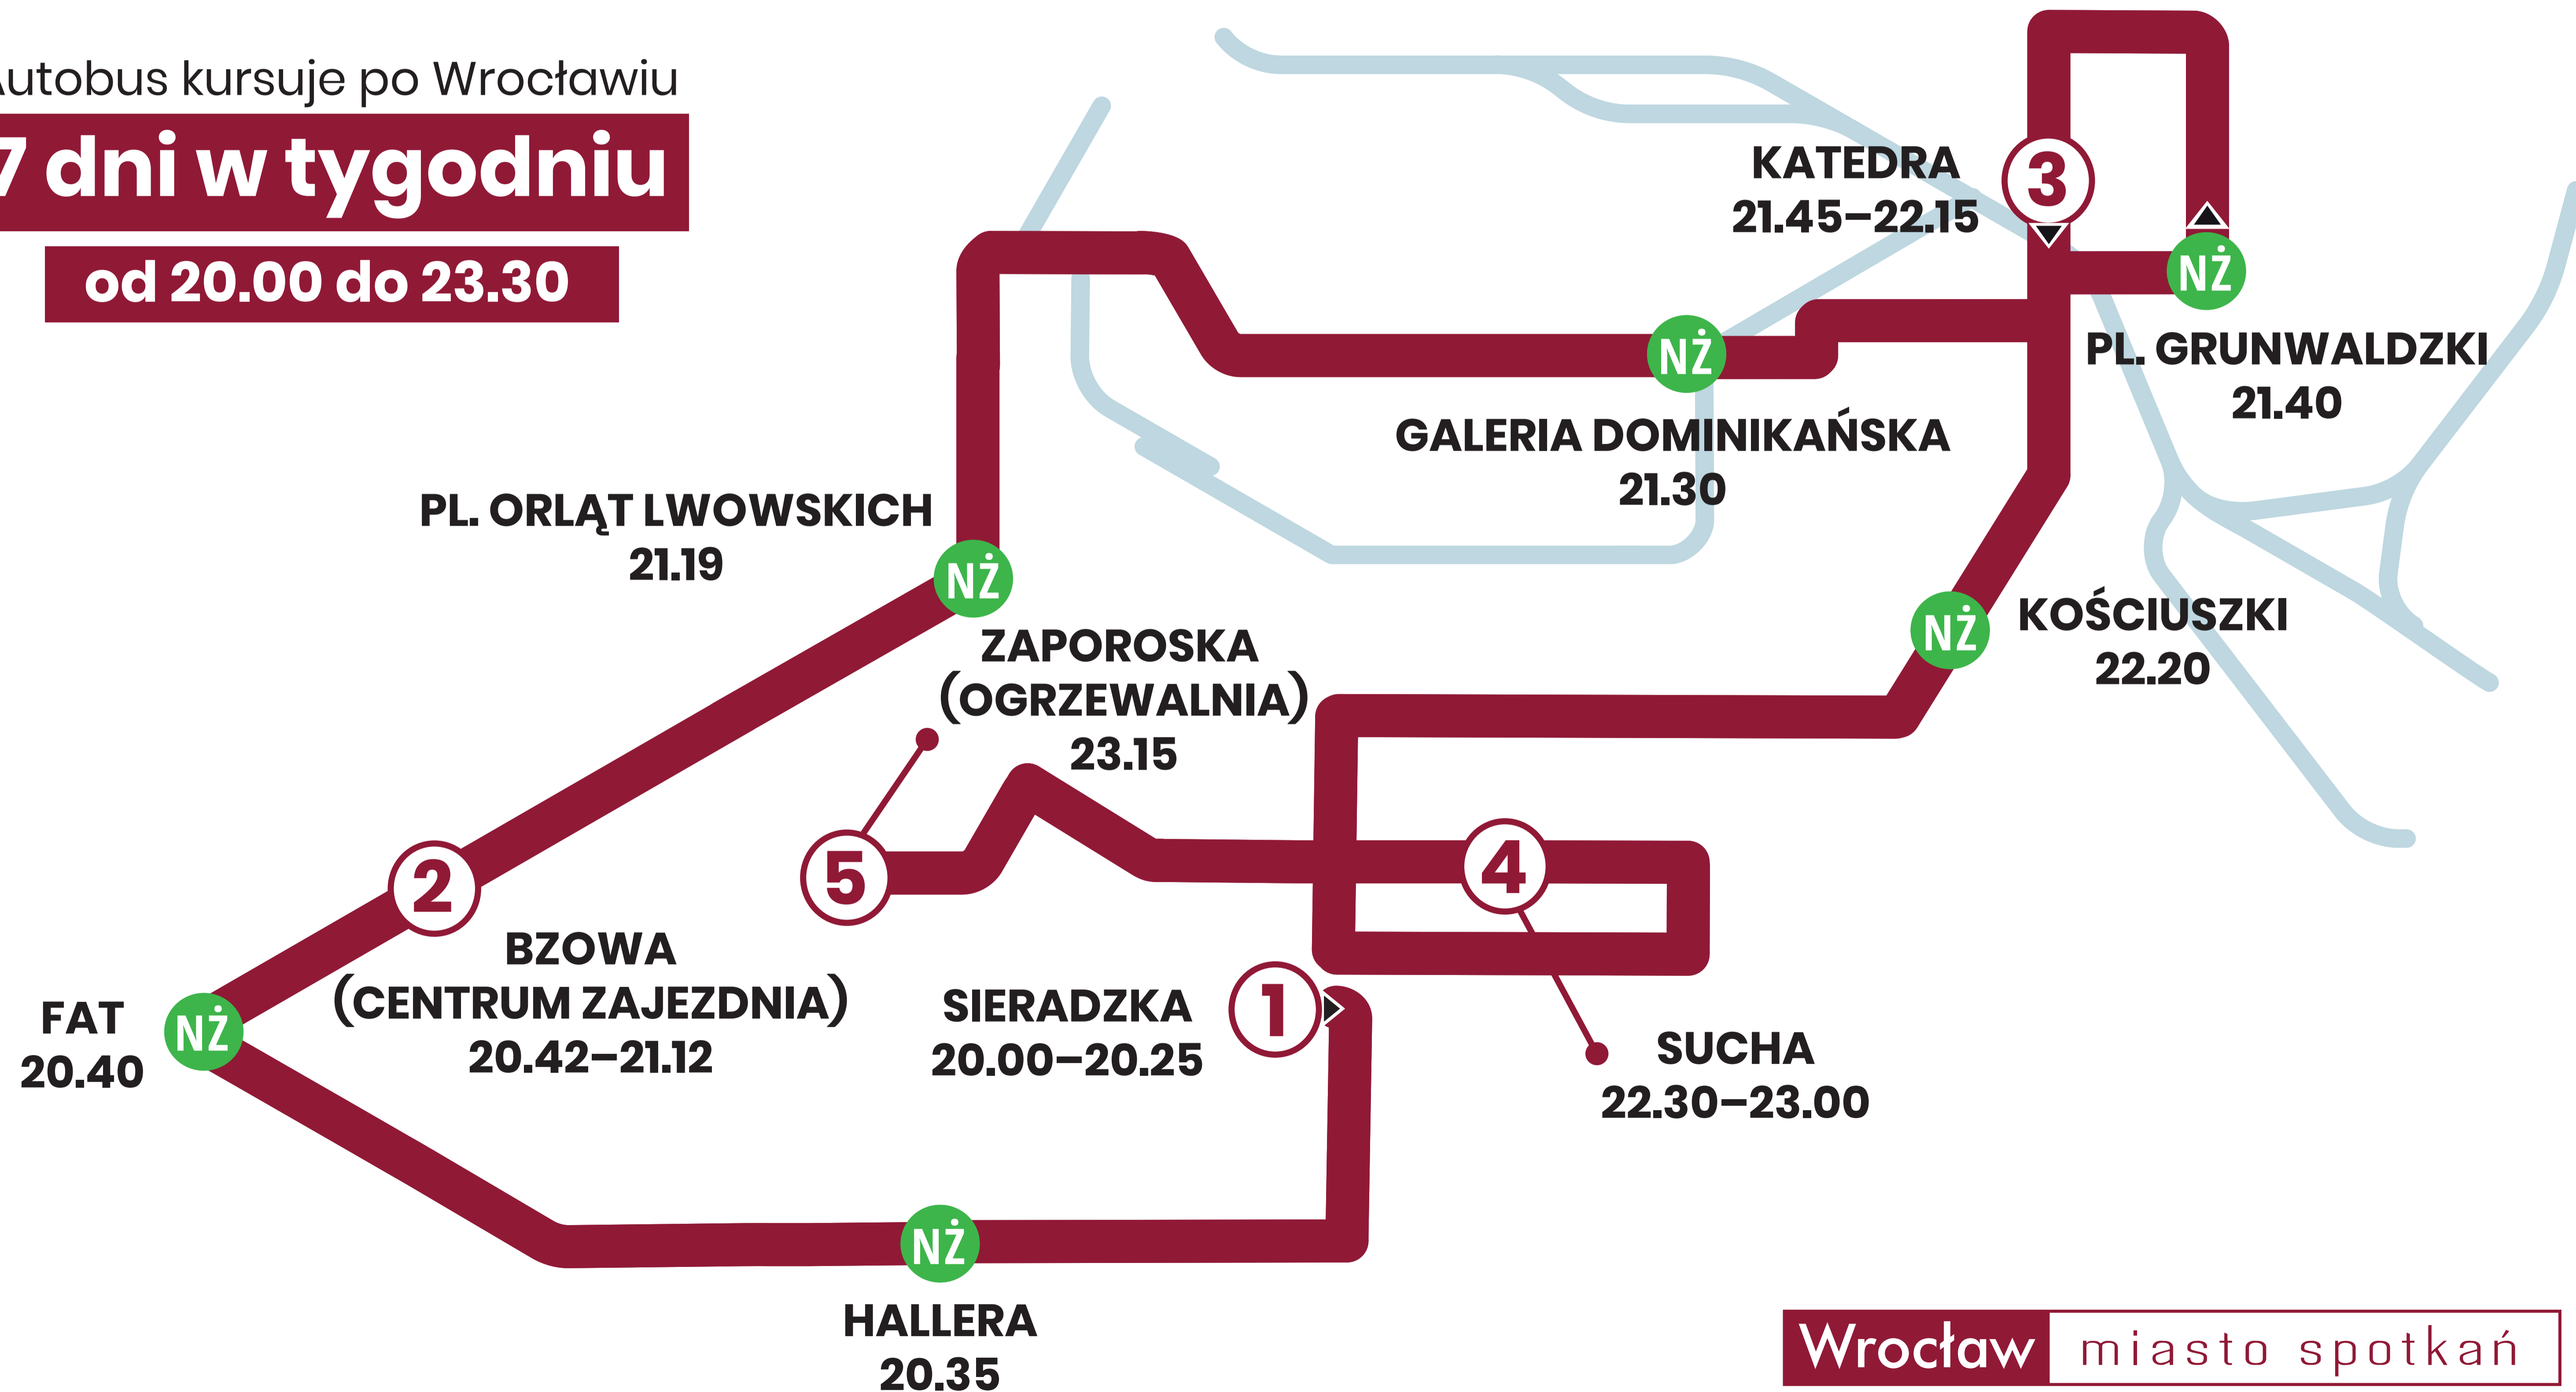 utobus kursuje po Wrocławiu
7 dni w tygodniu
od 20.00 do 23.30
KATEDRA
21.45–22.15
3
NŻ
PL. GRUNWALDZKI
21.40
NŻ
GALERIA DOMINIKAŃSKA
21.30
PL. ORLĄT LWOWSKICH
21.19
NŻ
ZAPOROSKA
(OGRZEWALNIA)
23.15
NŻ
KOŚCIUSZKI
22.20
5
4
2
BZOWA
(CENTRUM ZAJEZDNIA)
20.42–21.12
FAT
20.40
NŻ
SIERADZKA
20.00–20.25
1
SUCHA
22.30–23.00
NŻ
HALLERA
20.35
Wrocław miasto spotkań